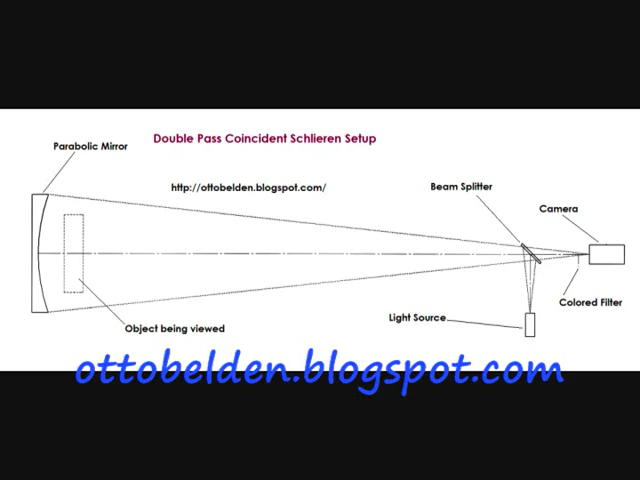 Double Pass Coincident Schlieren Setup
Parabolic Mirror
http://ottobelden.blogspot.com/
Beam Splitter
Camera
Colored Filter
Light Source
Object being viewed
ottobelden.blogspot.com/